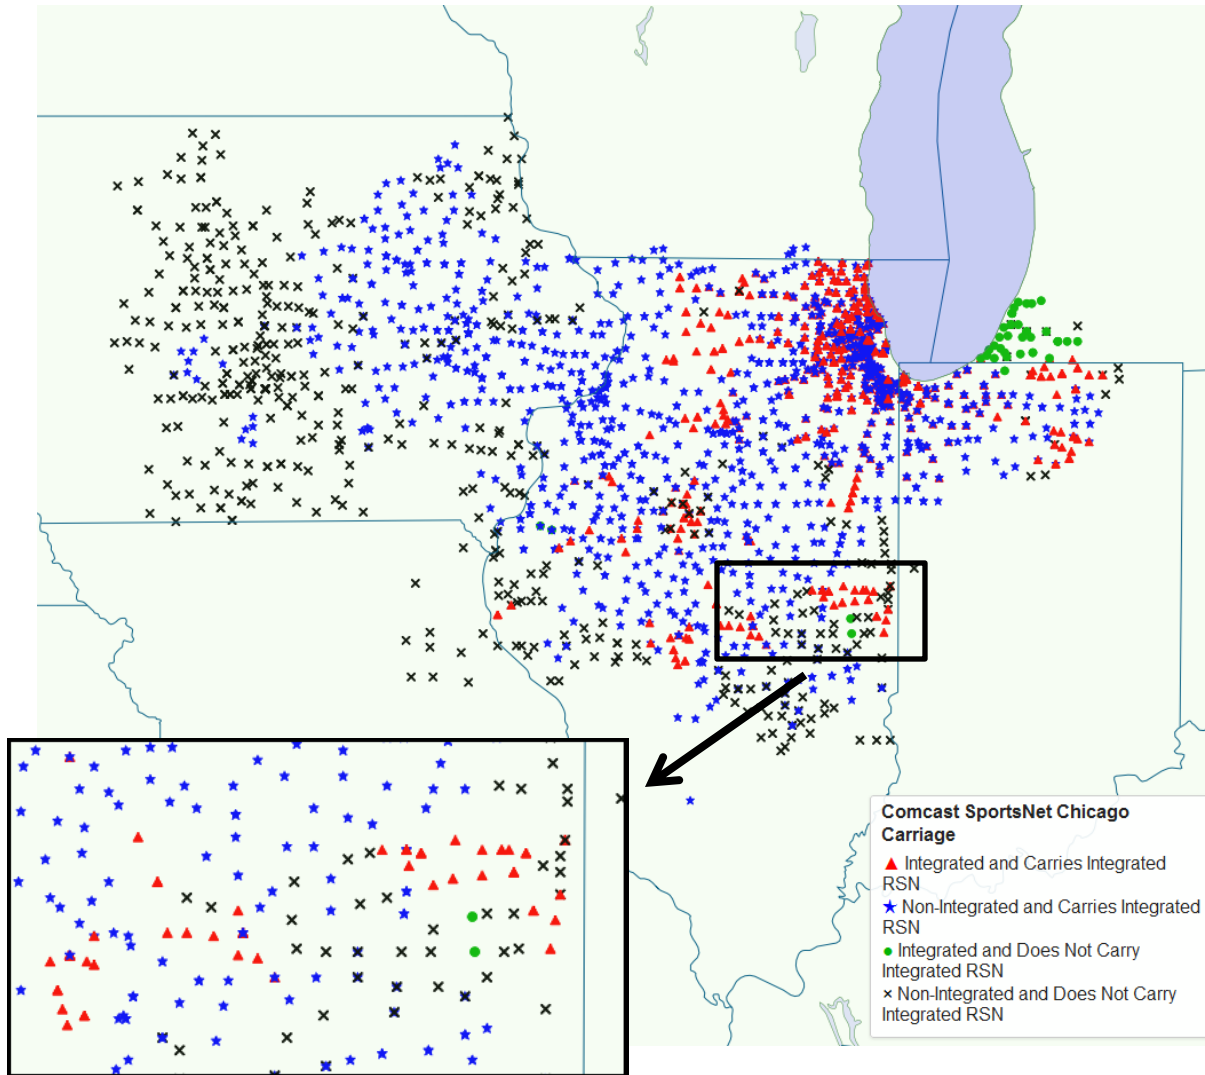 Comcast SportsNet Chicago
Carriage
▲ Integrated and Carries Integrated
RSN
★ Non-Integrated and Carries Integrated
RSN
● Integrated and Does Not Carry
Integrated RSN
× Non-Integrated and Does Not Carry
Integrated RSN